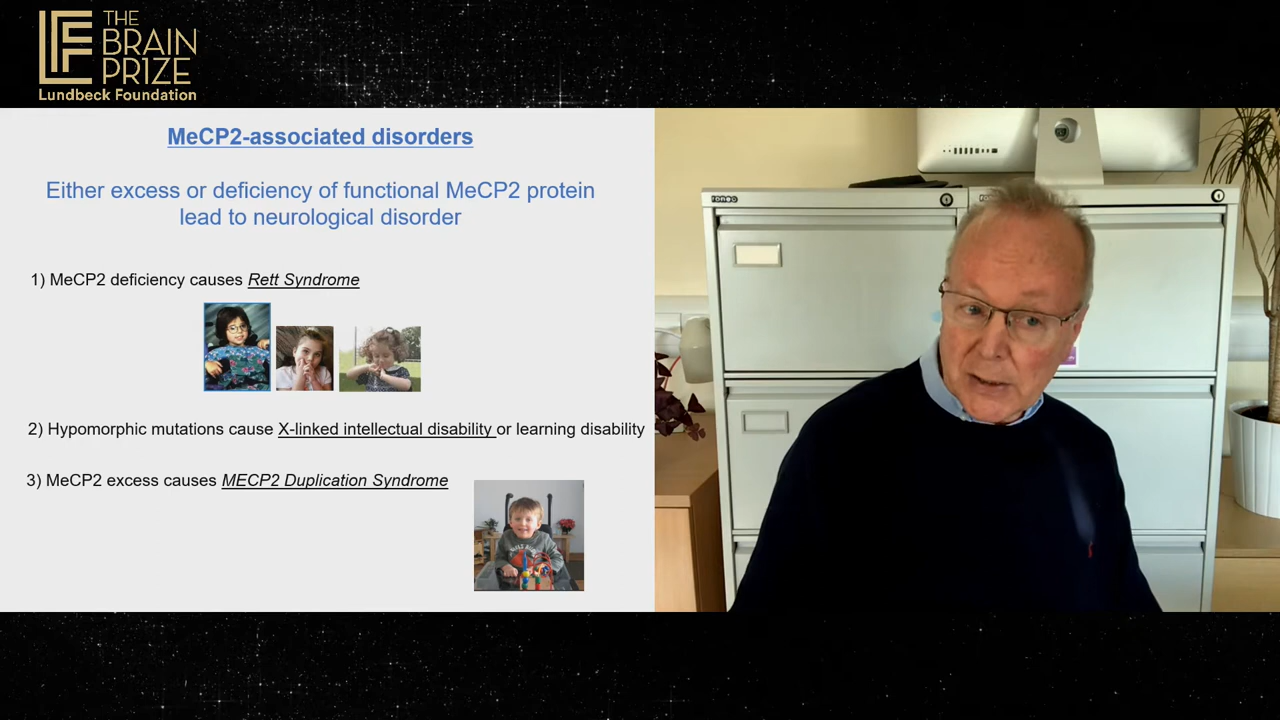 THE
BRAIN
PRIZE
Lundbeck Foundation
MeCP2-associated disorders
Either excess or deficiency of functional MeCP2 protein
lead to neurological disorder
1) MeCP2 deficiency causes Rett Syndrome
2) Hypomorphic mutations cause X-linked intellectual disability or learning disability
3) MeCP2 excess causes MECP2 Duplication Syndrome
roneo